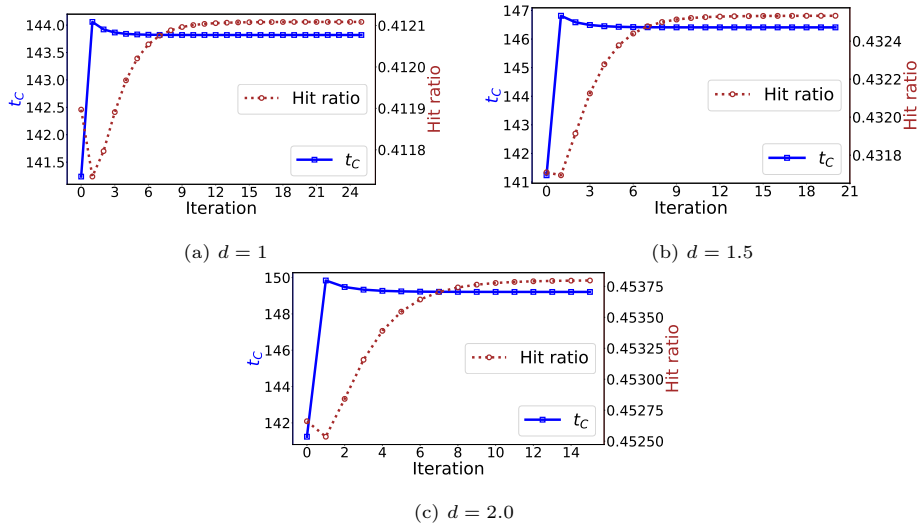 144.0
143.5
143.0
142.5
142.0
141.5
t_C
0.4121
0.4120
0.4119
0.4118
Hit ratio
Hit ratio
t_C
0 3 6 9 12 15 18 21 24
Iteration
(a) d = 1
147
146
145
144
143
142
141
t_C
0.4324
0.4322
0.4320
0.4318
Hit ratio
Hit ratio
t_C
0 3 6 9 12 15 18 21
Iteration
(b) d = 1.5
150
148
146
144
142
t_C
0.45375
0.45350
0.45325
0.45300
0.45275
0.45250
Hit ratio
Hit ratio
t_C
0 2 4 6 8 10 12 14
Iteration
(c) d = 2.0